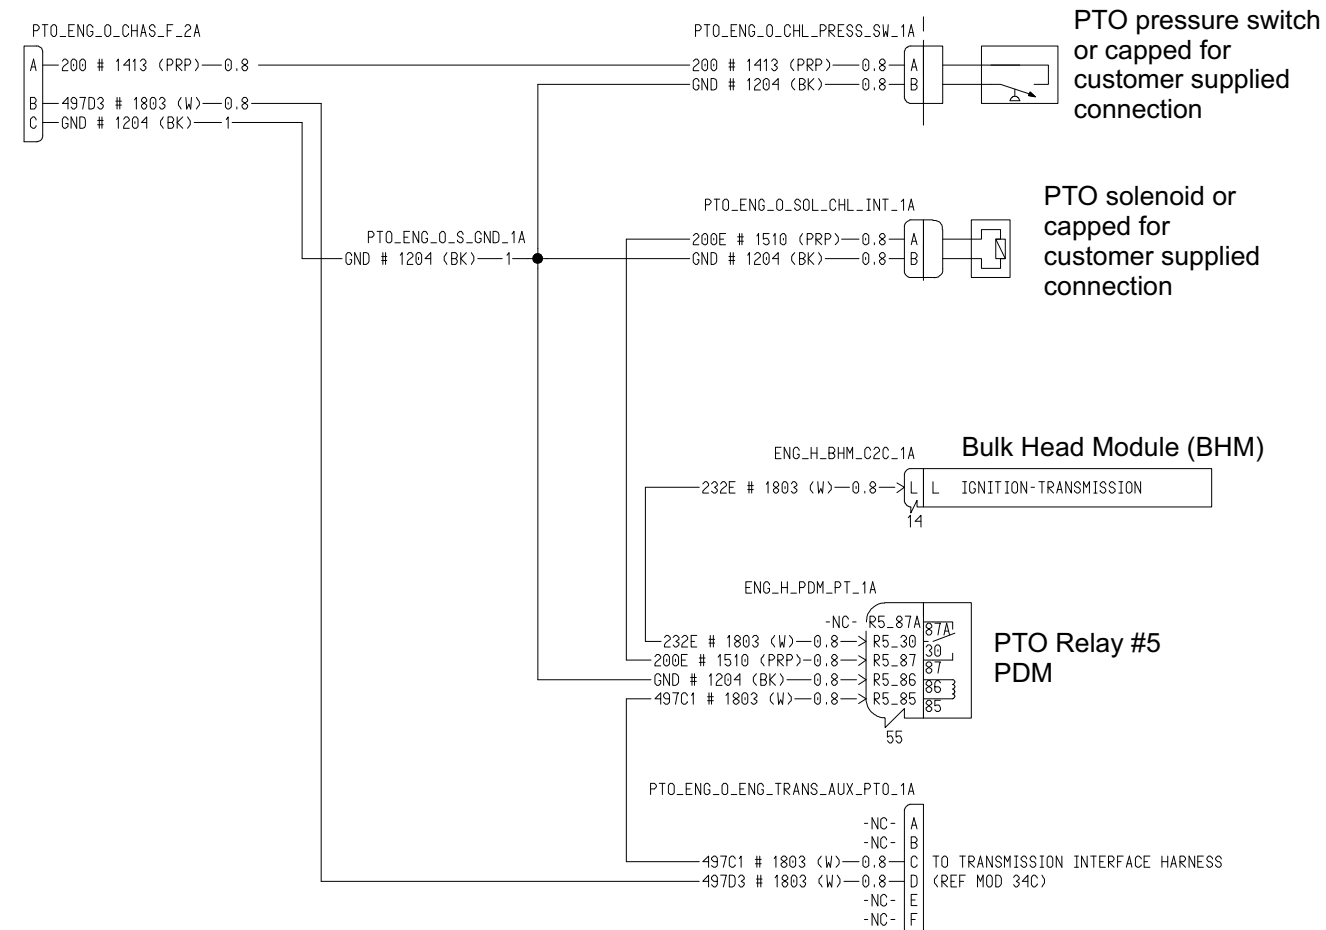 PTO_ENG_O_CHAS_F_2A
A 200 # 1413 (PRP) 0.8
B 497D3 # 1803 (W) 0.8
C GND # 1204 (BK) 1
PTO_ENG_O_CHL_PRESS_SW_1A
200 # 1413 (PRP) 0.8 A
GND # 1204 (BK) 0.8 B
PTO pressure switch
or capped for
customer supplied
connection
PTO_ENG_O_S_GND_1A
GND # 1204 (BK) 1
PTO_ENG_O_SOL_CHL_INT_1A
200E # 1510 (PRP) 0.8 A
GND # 1204 (BK) 0.8 B
PTO solenoid or
capped for
customer supplied
connection
ENG_H_BHM_C2C_1A
Bulk Head Module (BHM)
232E # 1803 (W) 0.8 L L IGNITION-TRANSMISSION
14
ENG_H_PDM_PT_1A
-NC- R5_87A 87A
232E # 1803 (W) 0.8 R5_30 30
200E # 1510 (PRP) 0.8 R5_87 87
GND # 1204 (BK) 0.8 R5_86 86
497C1 # 1803 (W) 0.8 R5_85 85
55
PTO Relay #5
PDM
PTO_ENG_O_ENG_TRANS_AUX_PTO_1A
-NC- A
-NC- B
497C1 # 1803 (W) 0.8 C TO TRANSMISSION INTERFACE HARNESS
497D3 # 1803 (W) 0.8 D (REF MOD 34C)
-NC- E
-NC- F